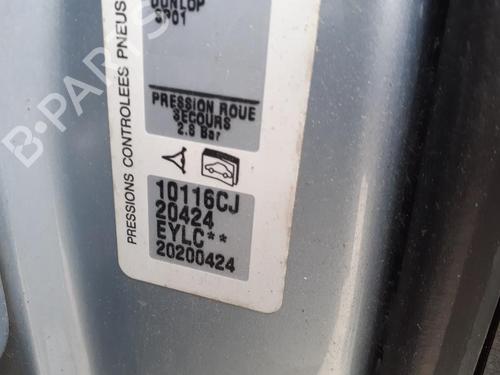 DUNLOP
SP01
PRESSIONS CONTROLEES PNEUS
PRESSION ROUE
SECOURS
2.8 Bar
10116CJ
20424
EYLC**
20200424
B-PARTS